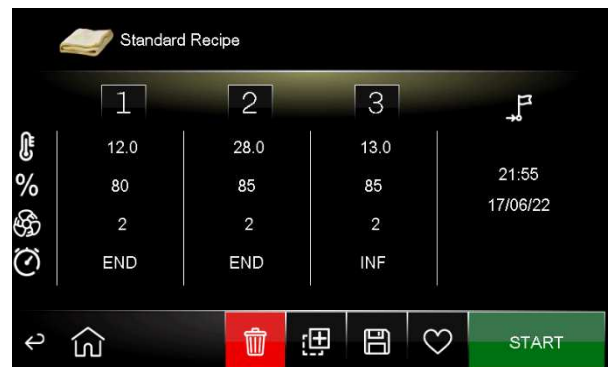 Standard Recipe
1 2 3
12.0 28.0 13.0
% 80 85 85 21:55
17/06/22
2 2 2
END END INF
START